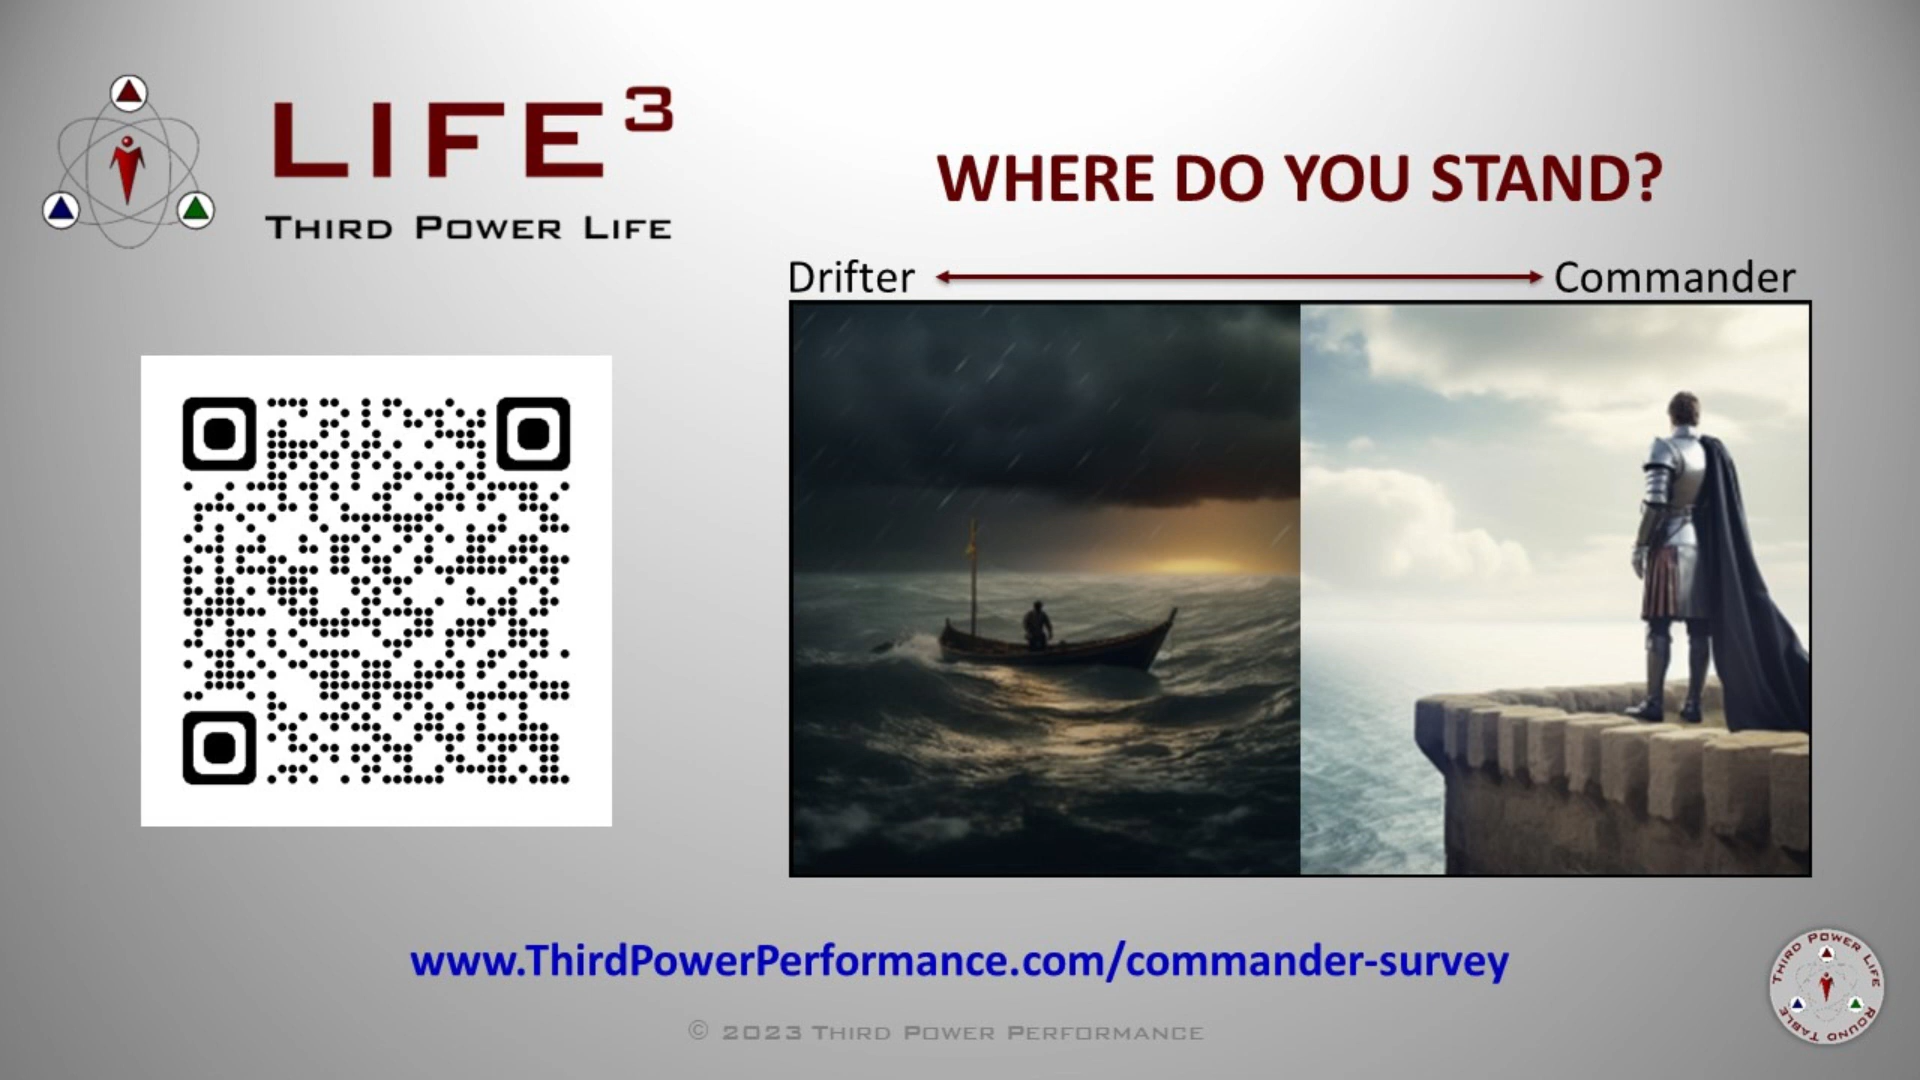 LIFE³
THIRD POWER LIFE
WHERE DO YOU STAND?
Drifter
Commander
www.ThirdPowerPerformance.com/commander-survey
© 2023 THIRD POWER PERFORMANCE
THIRD POWER LIFE
ROUND TABLE